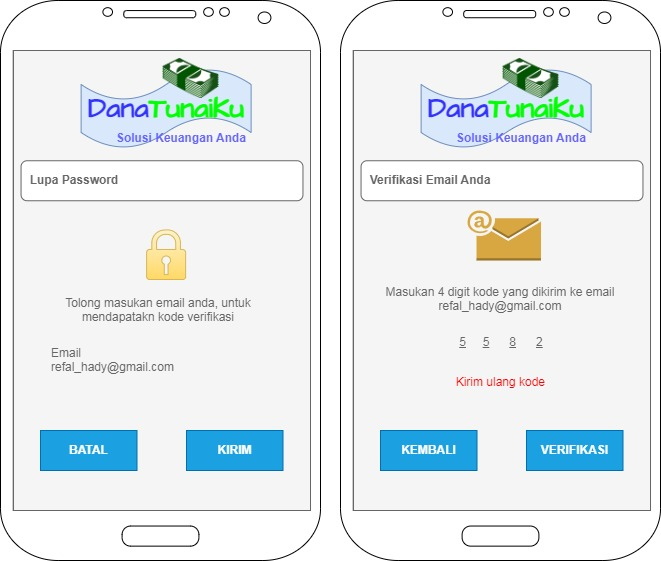 DanaTunaiKu
Solusi Keuangan Anda
Lupa Password
Tolong masukan email anda, untuk
mendapatakn kode verifikasi
Email
refal_hady@gmail.com
BATAL
KIRIM
DanaTunaiKu
Solusi Keuangan Anda
Verifikasi Email Anda
@
Masukan 4 digit kode yang dikirim ke email
refal_hady@gmail.com
5 5 8 2
Kirim ulang kode
KEMBALI
VERIFIKASI